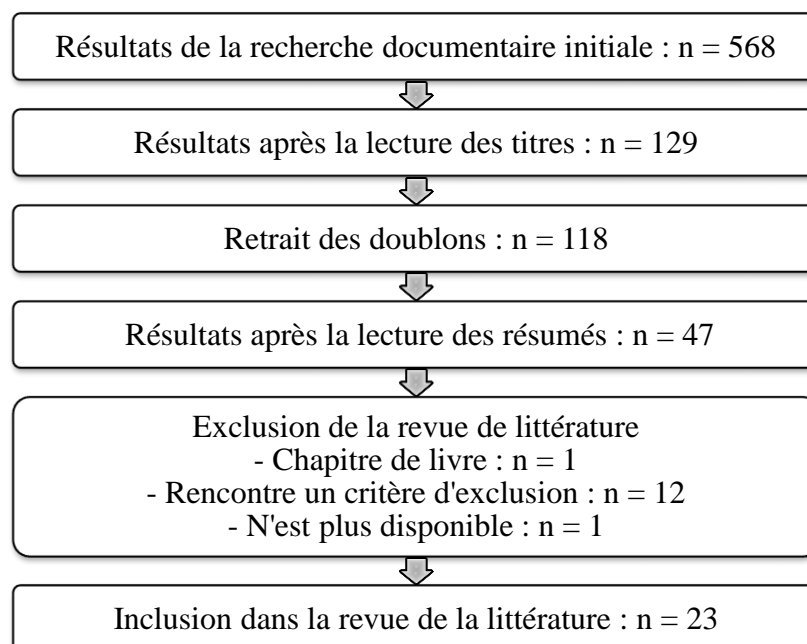 Résultats de la recherche documentaire initiale : n = 568
Résultats après la lecture des titres : n = 129
Retrait des doublons : n = 118
Résultats après la lecture des résumés : n = 47
Exclusion de la revue de littérature
- Chapitre de livre : n = 1
- Rencontre un critère d'exclusion : n = 12
- N'est plus disponible : n = 1
Inclusion dans la revue de la littérature : n = 23